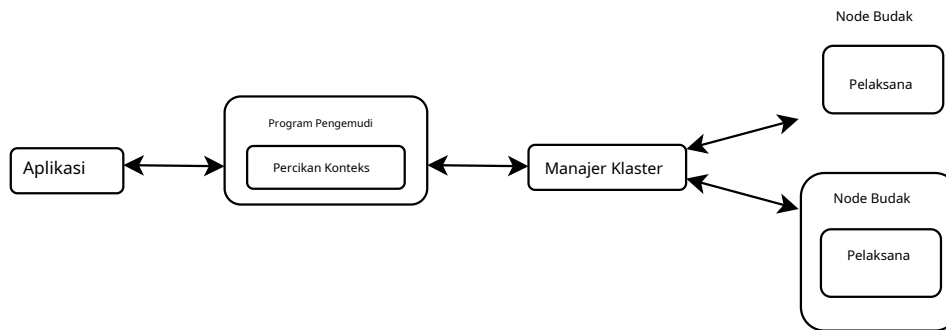 Node Budak
Pelaksana
Program Pengemudi
Aplikasi
Percikan Konteks
Manajer Klaster
Node Budak
Pelaksana